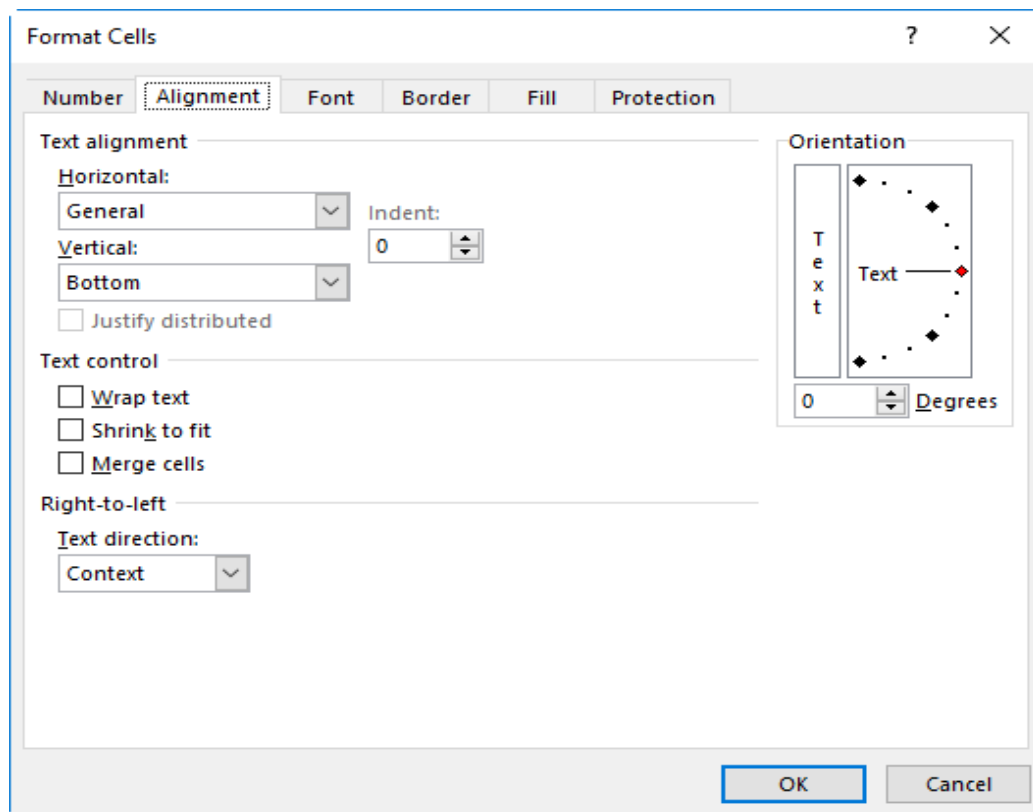 Format Cells ? ✕
Number Alignment Font Border Fill Protection
Text alignment
Horizontal:
General
Indent:
0
Vertical:
Bottom
Justify distributed
Text control
Wrap text
Shrink to fit
Merge cells
Right-to-left
Text direction:
Context
Orientation
Text
Text
0 Degrees
OK Cancel